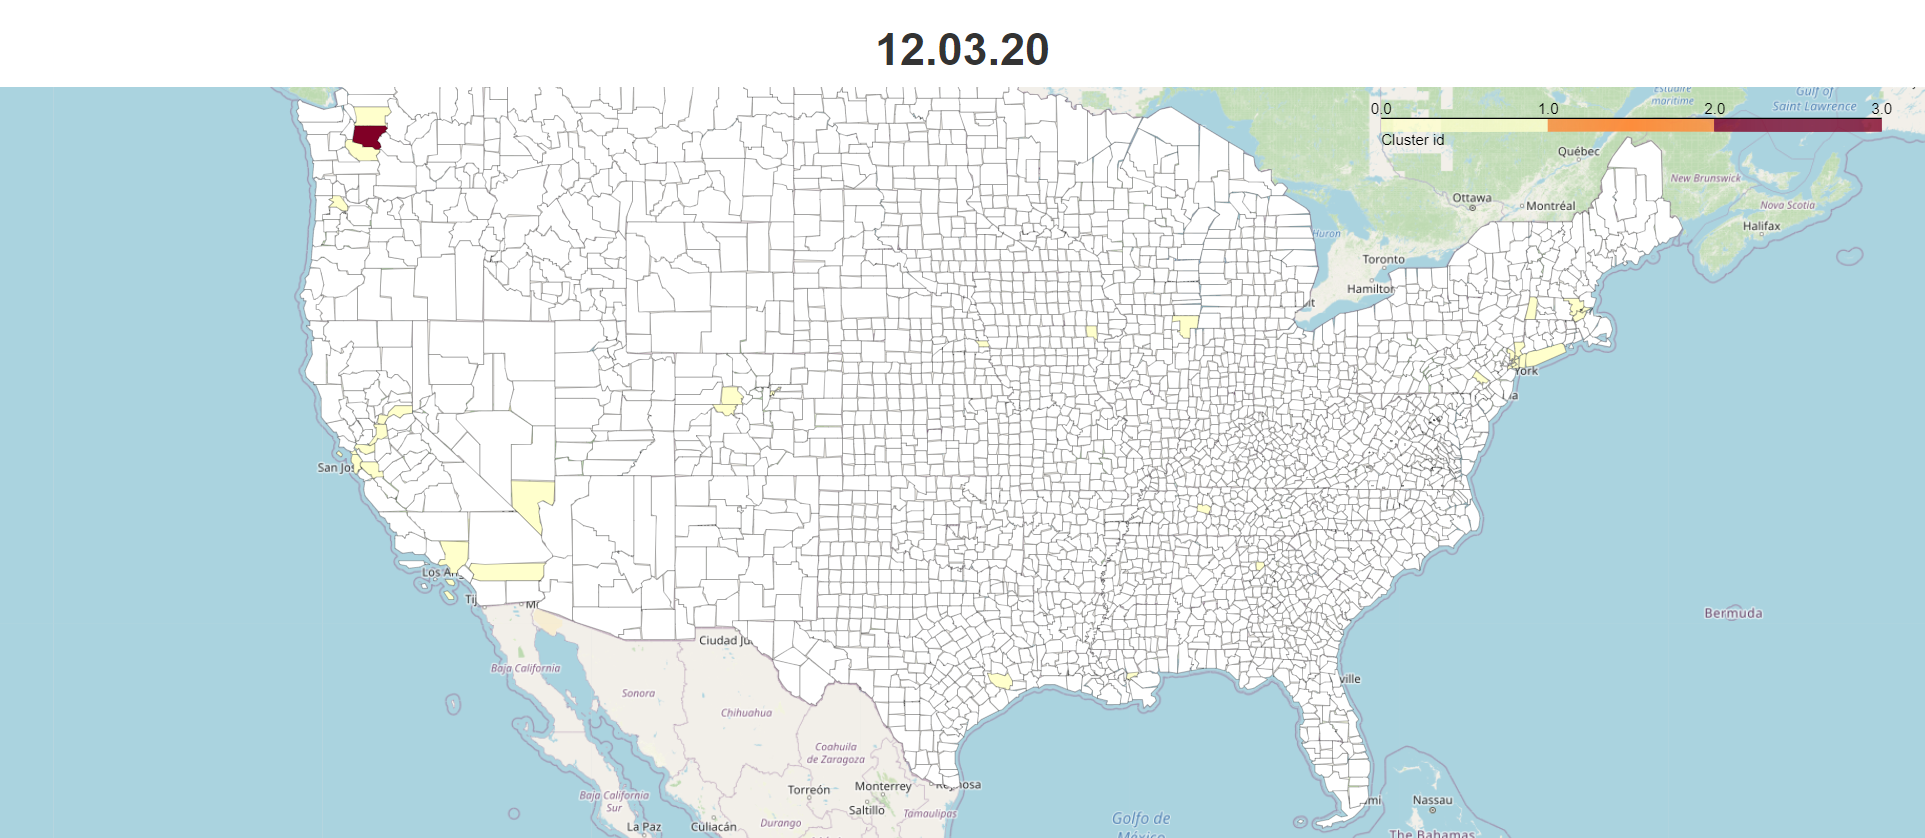 12.03.20
Estuaire
maritime
Gulf of
Saint Lawrence
0.0 1.0 2.0 3.0
Cluster id
Québec
New Brunswick
Ottawa
Montréal
Nova Scotia
Halifax
Huron
Toronto
Hamilton
York
San Jos
Los An
Tij
Bermuda
Ciudad Ju
Baja California
Sonora
ville
Chihuahua
Coahuila
de Zaragoza
Torreón
Monterrey
Reynosa
Baja California
Sur
Saltillo
Tamaulipas
Nassau
La Paz
Culiacán
Durango
Golfo de
México
The Bahamas